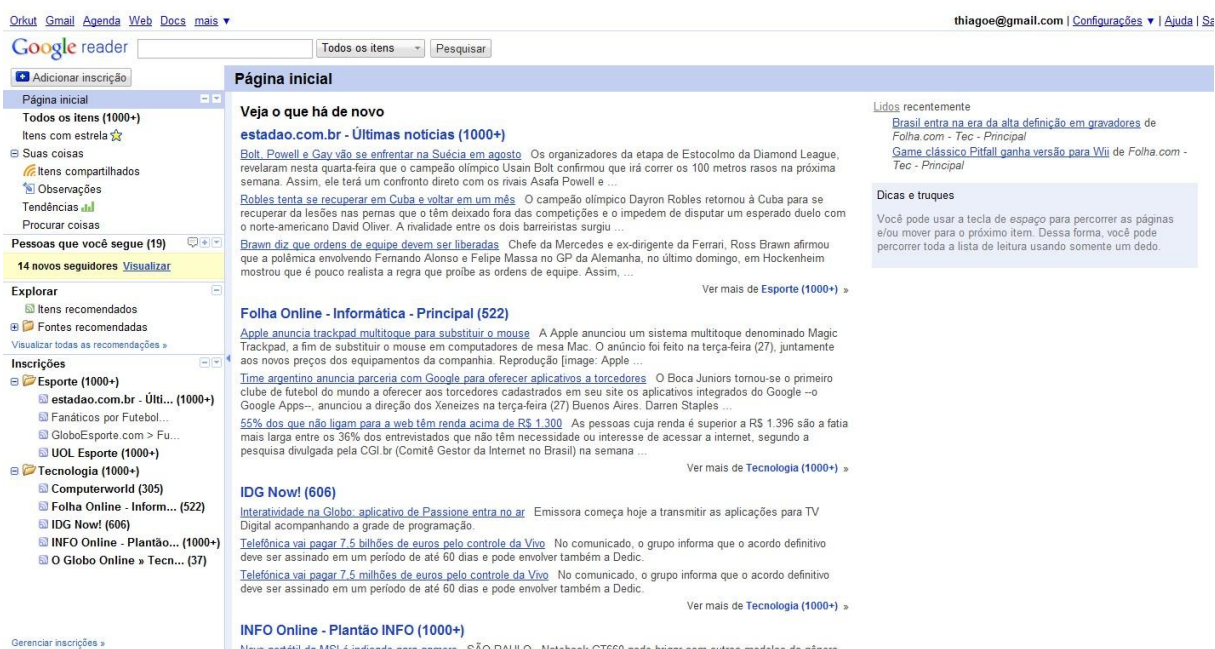 Orkut Gmail Agenda Web Docs mais ▼
thiagoe@gmail.com | Configurações ▼ | Ajuda | Sa
Google reader
Todos os itens
Pesquisar
Adicionar inscrição
Página inicial
Todos os itens (1000+)
Itens com estrela
Suas coisas
Itens compartilhados
Observações
Tendências
Procurar coisas
Pessoas que você segue (19)
14 novos seguidores Visualizar
Explorar
Itens recomendados
Fontes recomendadas
Visualizar todas as recomendações »
Inscrições
Esporte (1000+)
estadao.com.br - Últi... (1000+)
Fanáticos por Futebol...
GloboEsporte.com > Fu...
UOL Esporte (1000+)
Tecnologia (1000+)
Computerworld (305)
Folha Online - Inform... (522)
IDG Now! (606)
INFO Online - Plantão... (1000+)
O Globo Online » Tecn... (37)
Gerenciar inscrições »
Página inicial
Veja o que há de novo
estadao.com.br - Últimas notícias (1000+)
Bolt, Powell e Gay vão se enfrentar na Suécia em agosto Os organizadores da etapa de Estocolmo da Diamond League,
revelaram nesta quarta-feira que o campeão olímpico Usain Bolt confirmou que irá correr os 100 metros rasos na próxima
semana. Assim, ele terá um confronto direto com os rivais Asafa Powell e ...
Robles tenta se recuperar em Cuba e voltar em um mês O campeão olímpico Dayron Robles retornou à Cuba para se
recuperar da lesões nas pernas que o têm deixado fora das competições e o impedem de disputar um esperado duelo com
o norte-americano David Oliver. A rivalidade entre os dois barreiristas surgiu ...
Brawn diz que ordens de equipe devem ser liberadas Chefe da Mercedes e ex-dirigente da Ferrari, Ross Brawn afirmou
que a polêmica envolvendo Fernando Alonso e Felipe Massa no GP da Alemanha, no último domingo, em Hockenheim
mostrou que é pouco realista a regra que proíbe as ordens de equipe. Assim, ...
Ver mais de Esporte (1000+) »
Folha Online - Informática - Principal (522)
Apple anuncia trackpad multitoque para substituir o mouse A Apple anunciou um sistema multitoque denominado Magic
Trackpad, a fim de substituir o mouse em computadores de mesa Mac. O anúncio foi feito na terça-feira (27), juntamente
aos novos preços dos equipamentos da companhia. Reprodução [image: Apple ...
Time argentino anuncia parceria com Google para oferecer aplicativos a torcedores O Boca Juniors tornou-se o primeiro
clube de futebol do mundo a oferecer aos torcedores cadastrados em seu site os aplicativos integrados do Google --o
Google Apps--, anunciou a direção dos Xeneizes na terça-feira (27) Buenos Aires. Darren Staples ...
55% dos que não ligam para a web têm renda acima de R$ 1.300 As pessoas cuja renda é superior a R$ 1.396 são a fatia
mais larga entre os 36% dos entrevistados que não têm necessidade ou interesse de acessar a internet, segundo a
pesquisa divulgada pela CGI.br (Comitê Gestor da Internet no Brasil) na semana ...
Ver mais de Tecnologia (1000+) »
IDG Now! (606)
Interatividade na Globo: aplicativo de Passione entra no ar Emissora começa hoje a transmitir as aplicações para TV
Digital acompanhando a grade de programação.
Telefônica vai pagar 7,5 bilhões de euros pelo controle da Vivo No comunicado, o grupo informa que o acordo definitivo
deve ser assinado em um período de até 60 dias e pode envolver também a Dedic.
Telefónica vai pagar 7,5 milhões de euros pelo controle da Vivo No comunicado, o grupo informa que o acordo definitivo
deve ser assinado em um período de até 60 dias e pode envolver também a Dedic.
Ver mais de Tecnologia (1000+) »
INFO Online - Plantão INFO (1000+)
Lidos recentemente
Brasil entra na era da alta definição em gravadores de
Folha.com - Tec - Principal
Game clássico Pitfall ganha versão para Wii de Folha.com -
Tec - Principal
Dicas e truques
Você pode usar a tecla de espaço para percorrer as páginas
e/ou mover para o próximo item. Dessa forma, você pode
percorrer toda a lista de leitura usando somente um dedo.